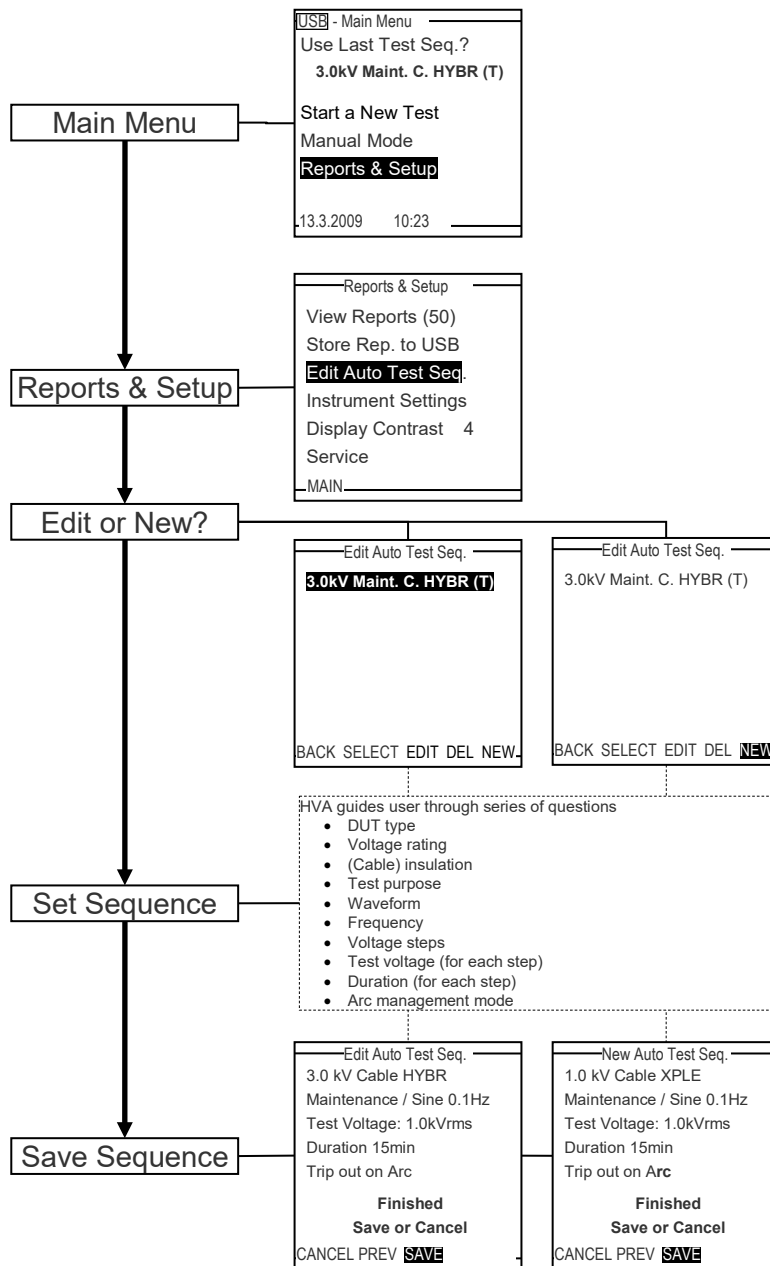 USB - Main Menu
Use Last Test Seq.?
3.0kV Maint. C. HYBR (T)
Start a New Test
Manual Mode
Reports & Setup
13.3.2009 10:23
Main Menu
Reports & Setup
View Reports (50)
Store Rep. to USB
Edit Auto Test Seq.
Instrument Settings
Display Contrast 4
Service
MAIN
Reports & Setup
Edit or New?
Edit Auto Test Seq.
3.0kV Maint. C. HYBR (T)
BACK SELECT EDIT DEL NEW
Edit Auto Test Seq.
3.0kV Maint. C. HYBR (T)
BACK SELECT EDIT DEL NEW
HVA guides user through series of questions
• DUT type
• Voltage rating
• (Cable) insulation
• Test purpose
• Waveform
• Frequency
• Voltage steps
• Test voltage (for each step)
• Duration (for each step)
• Arc management mode
Set Sequence
Edit Auto Test Seq.
3.0 kV Cable HYBR
Maintenance / Sine 0.1Hz
Test Voltage: 1.0kVrms
Duration 15min
Trip out on Arc
Finished
Save or Cancel
CANCEL PREV SAVE
New Auto Test Seq.
1.0 kV Cable XPLE
Maintenance / Sine 0.1Hz
Test Voltage: 1.0kVrms
Duration 15min
Trip out on Arc
Finished
Save or Cancel
CANCEL PREV SAVE
Save Sequence